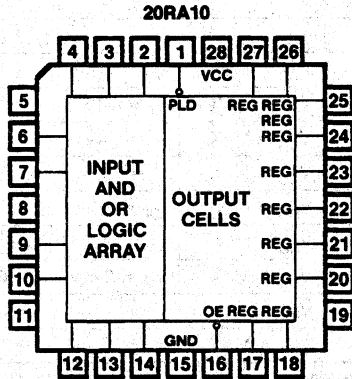 20RA10
4 3 2 1 28 27 26
VCC
5 PLD REG REG 25
REG
6 REG 24
7 INPUT REG 23
AND
8 OR OUTPUT REG 22
LOGIC CELLS
9 ARRAY REG 21
10 REG 20
11 OE REG REG 19
GND
12 13 14 15 16 17 18